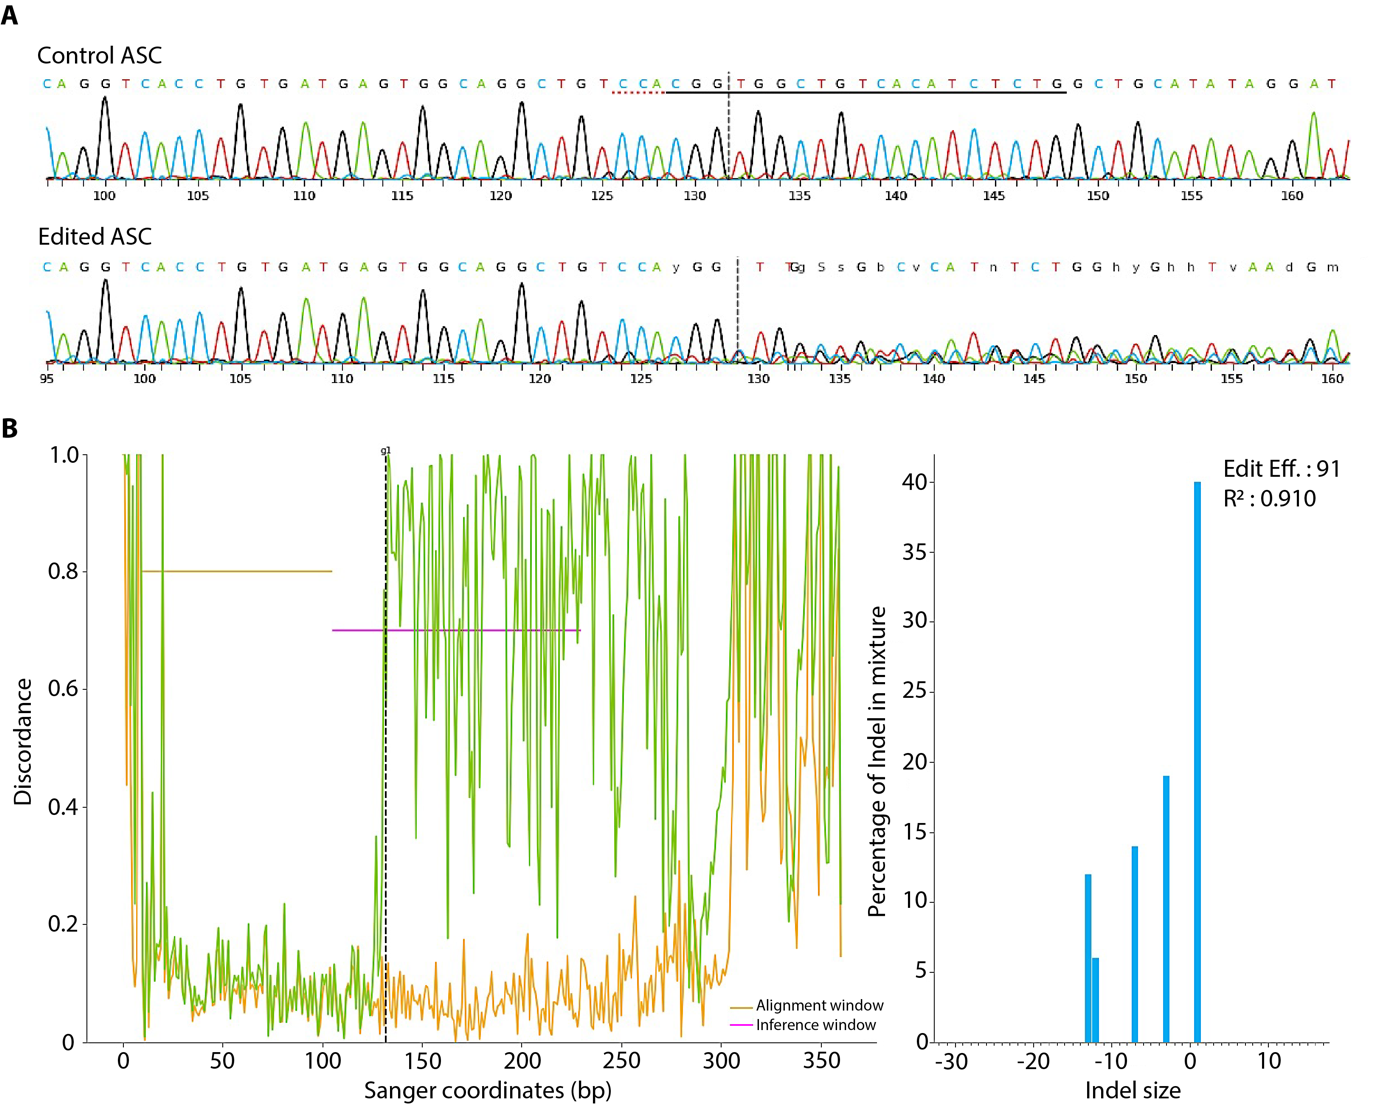 A
Control ASC
C A G G T C A C C T G T G A T G A G T G G C A G G C T G T C C A C G G T G G C T G T C A C A T C T C T G G C T G C A T A T A G G A T
100 105 110 115 120 125 130 135 140 145 150 155 160
Edited ASC
C A G G T C A C C T G T G A T G A G T G G C A G G C T G T C C A y G G T T G g S s G b C v C A T n T C T G G h y G h h T v A A d G m
95 100 105 110 115 120 125 130 135 140 145 150 155 160
B
g1
1.0
0.8
0.6
0.4
0.2
0
Discordance
0 50 100 150 200 250 300 350
Sanger coordinates (bp)
Alignment window
Inference window
Edit Eff. : 91
R² : 0.910
40
35
30
25
20
15
10
5
0
Percentage of Indel in mixture
-30 -20 -10 0 10
Indel size